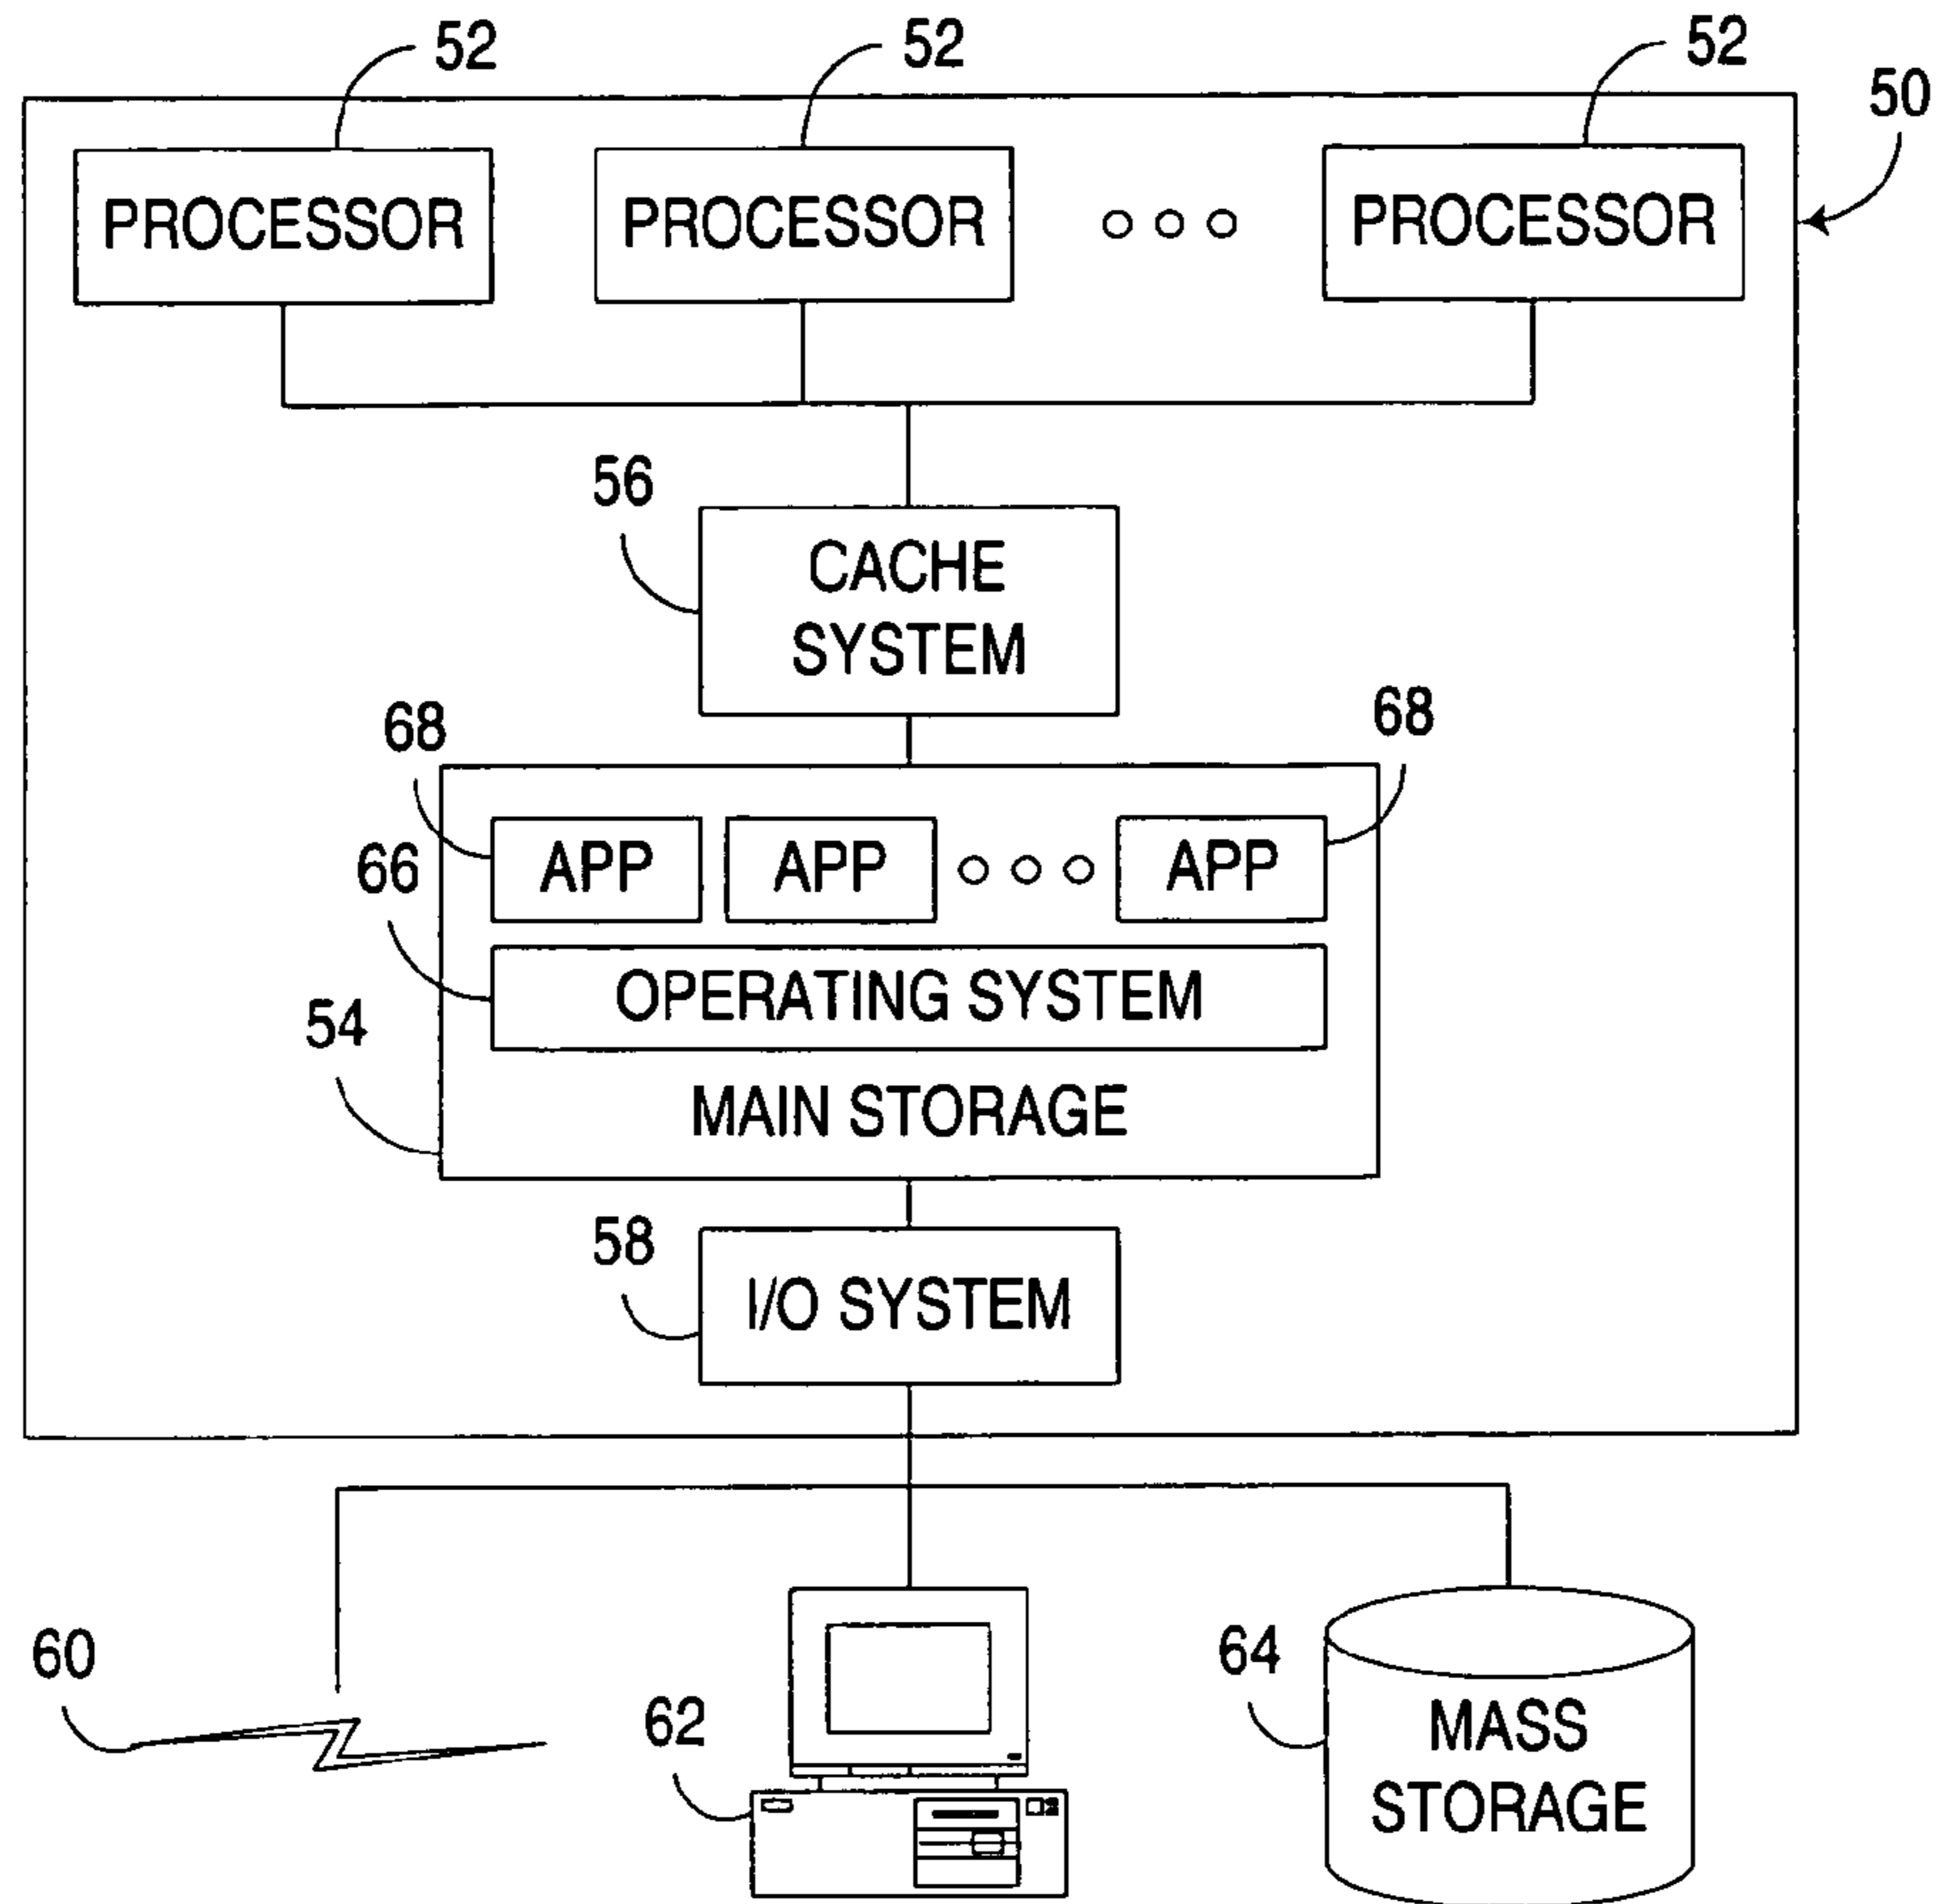 52
52
52
50
PROCESSOR
PROCESSOR
PROCESSOR
56
CACHE
SYSTEM
68
68
APP
APP
APP
66
OPERATING SYSTEM
54
MAIN STORAGE
58
I/O SYSTEM
60
62
64
MASS
STORAGE